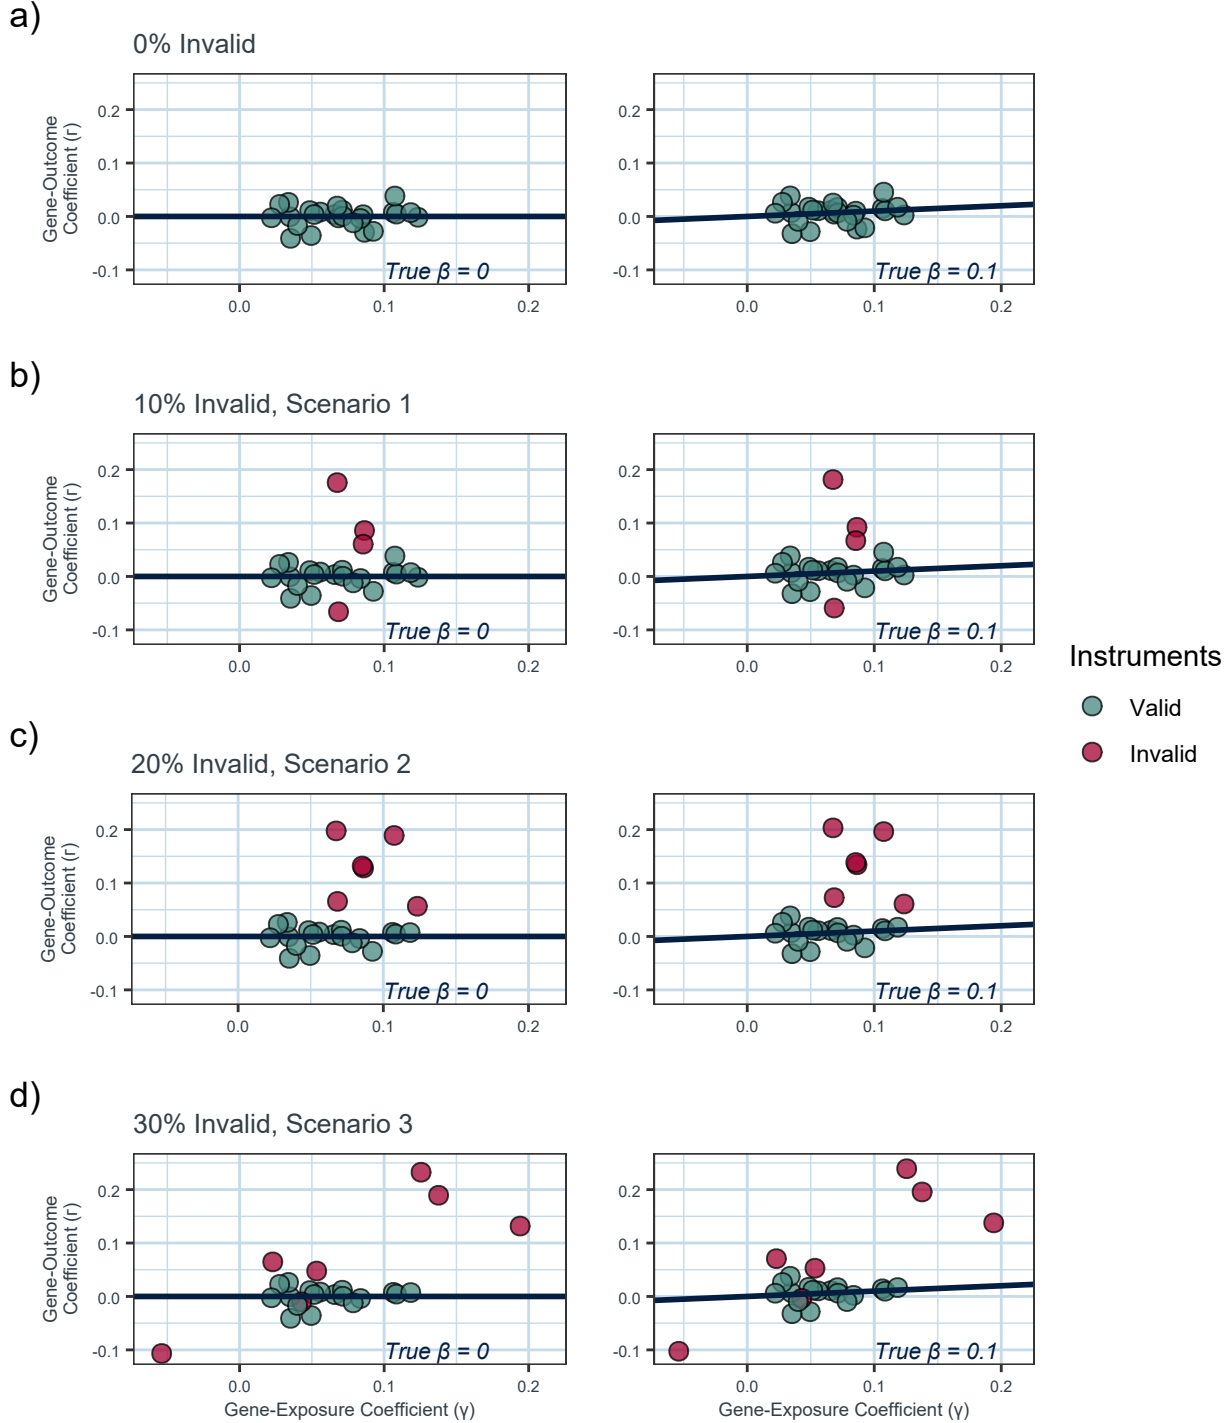 a)
0% Invalid
Gene-Outcome
Coefficient (r)
0.2
0.1
0.0
-0.1
True β = 0
0.0
0.1
0.2
0.2
0.1
0.0
-0.1
True β = 0.1
0.0
0.1
0.2
b)
10% Invalid, Scenario 1
Gene-Outcome
Coefficient (r)
0.2
0.1
0.0
-0.1
True β = 0
0.0
0.1
0.2
0.2
0.1
0.0
-0.1
True β = 0.1
0.0
0.1
0.2
Instruments
Valid
Invalid
c)
20% Invalid, Scenario 2
Gene-Outcome
Coefficient (r)
0.2
0.1
0.0
-0.1
True β = 0
0.0
0.1
0.2
0.2
0.1
0.0
-0.1
True β = 0.1
0.0
0.1
0.2
d)
30% Invalid, Scenario 3
Gene-Outcome
Coefficient (r)
0.2
0.1
0.0
-0.1
True β = 0
0.0
0.1
0.2
Gene-Exposure Coefficient (γ)
0.2
0.1
0.0
-0.1
True β = 0.1
0.0
0.1
0.2
Gene-Exposure Coefficient (γ)